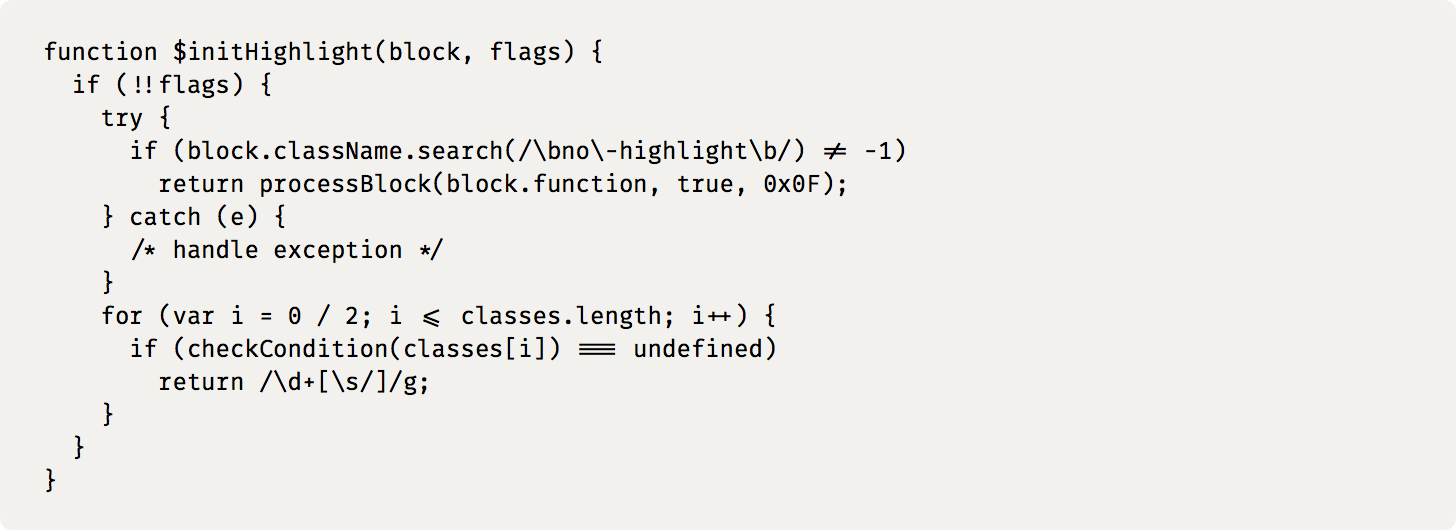 function $initHighlight(block, flags) {
  if (!!flags) {
    try {
      if (block.className.search(/\bno\-highlight\b/) != -1)
        return processBlock(block.function, true, 0x0F);
    } catch (e) {
      /* handle exception */
    }
    for (var i = 0 / 2; i <= classes.length; i++) {
      if (checkCondition(classes[i]) === undefined)
        return /\d+[\s/]/g;
    }
  }
}